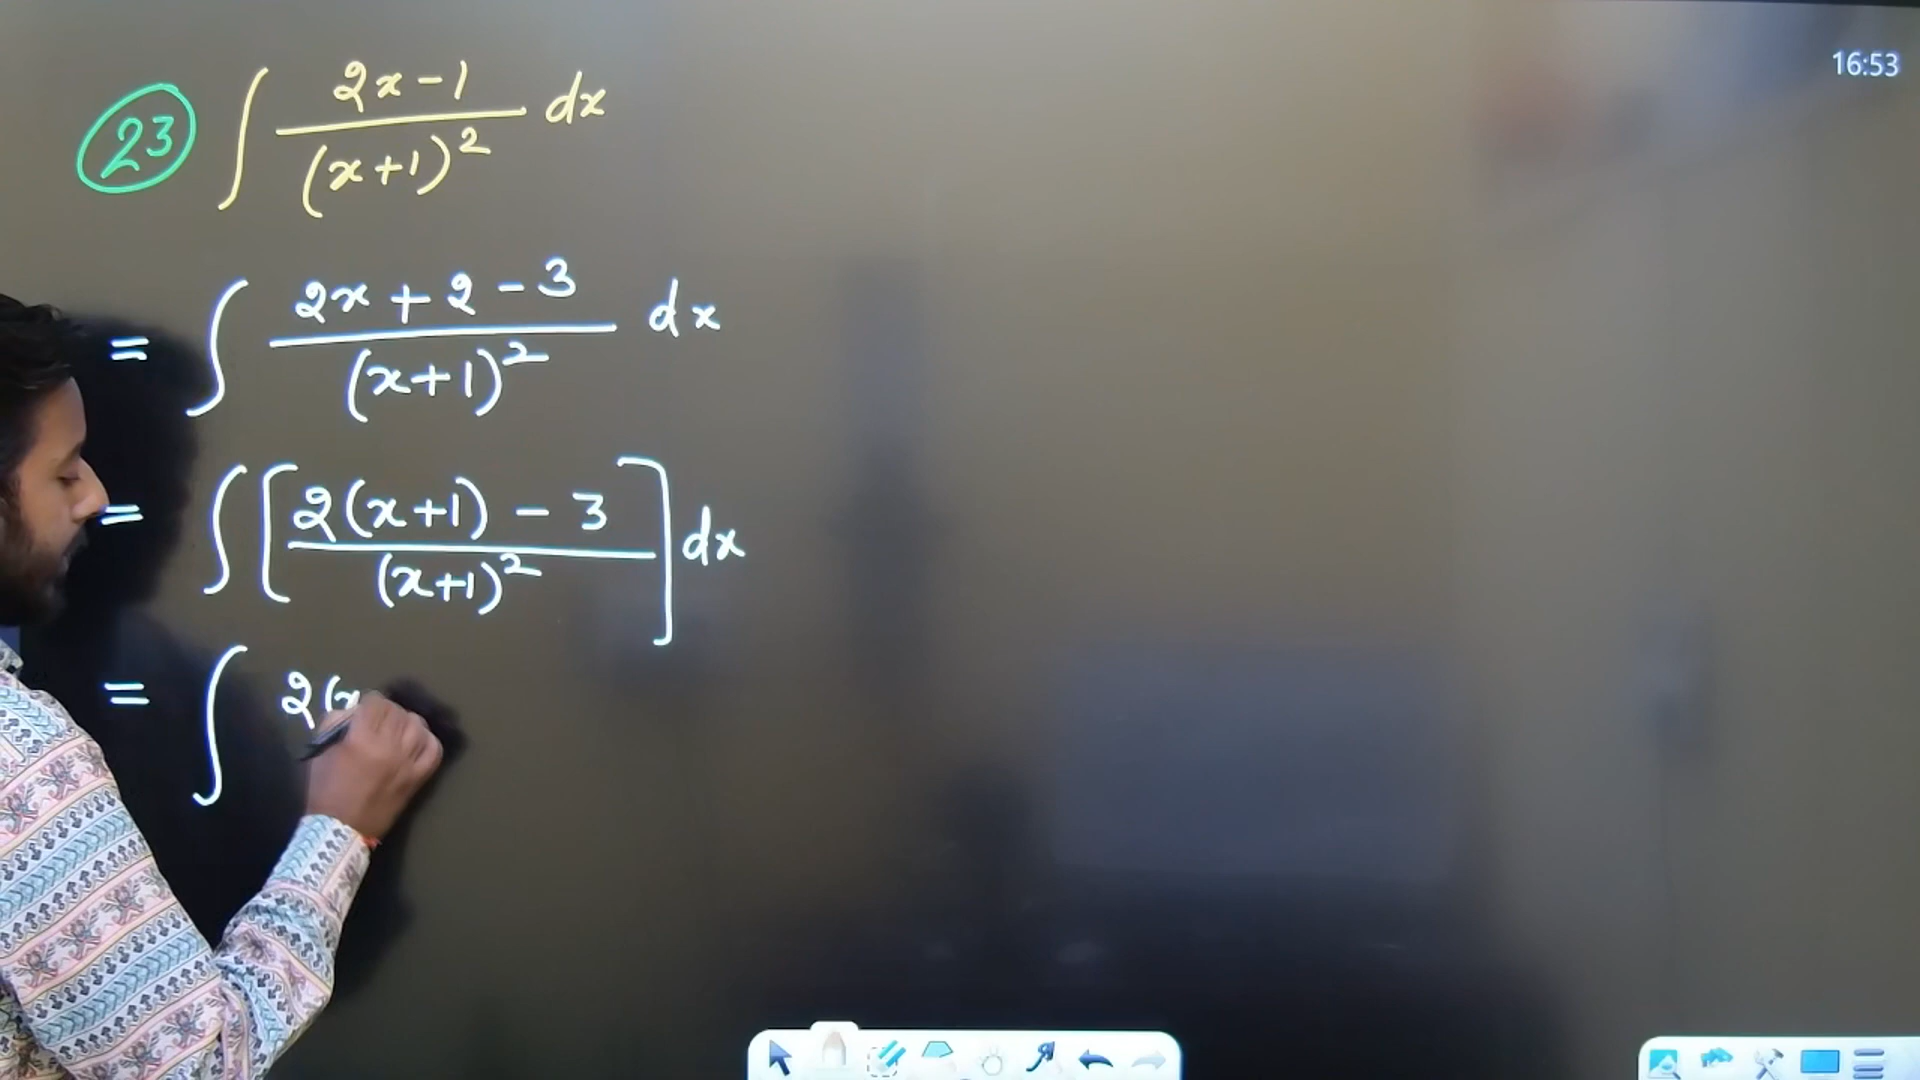 16:53
23 ∫ (2x-1)/(x+1)² dx
= ∫ (2x+2-3)/(x+1)² dx
= ∫ [(2(x+1)-3)/(x+1)²] dx
= ∫ 2(x